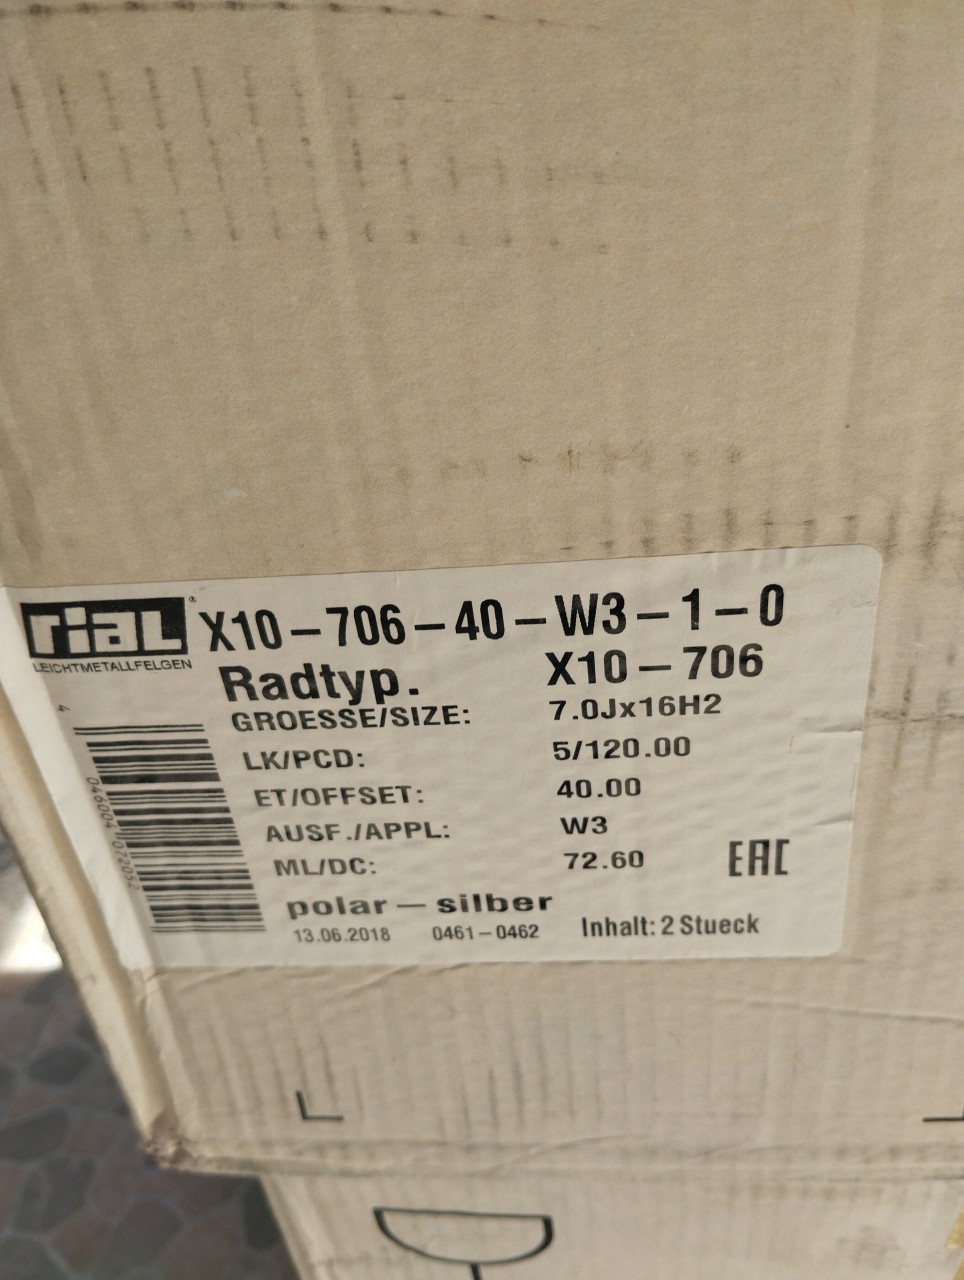 rial® X10-706-40-W3-1-0
LEICHTMETALLFELGEN
Radtyp. X10-706
GROESSE/SIZE: 7.0Jx16H2
LK/PCD: 5/120.00
ET/OFFSET: 40.00
AUSF./APPL: W3
ML/DC: 72.60
EAC
polar-silber
13.06.2018 0461-0462 Inhalt: 2 Stueck